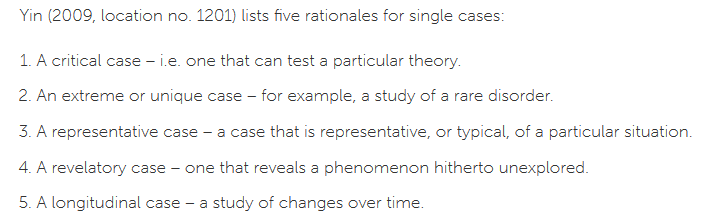 Yin (2009, location no. 1201) lists five rationales for single cases:
1. A critical case – i.e. one that can test a particular theory.
2. An extreme or unique case – for example, a study of a rare disorder.
3. A representative case – a case that is representative, or typical, of a particular situation.
4. A revelatory case – one that reveals a phenomenon hitherto unexplored.
5. A longitudinal case – a study of changes over time.